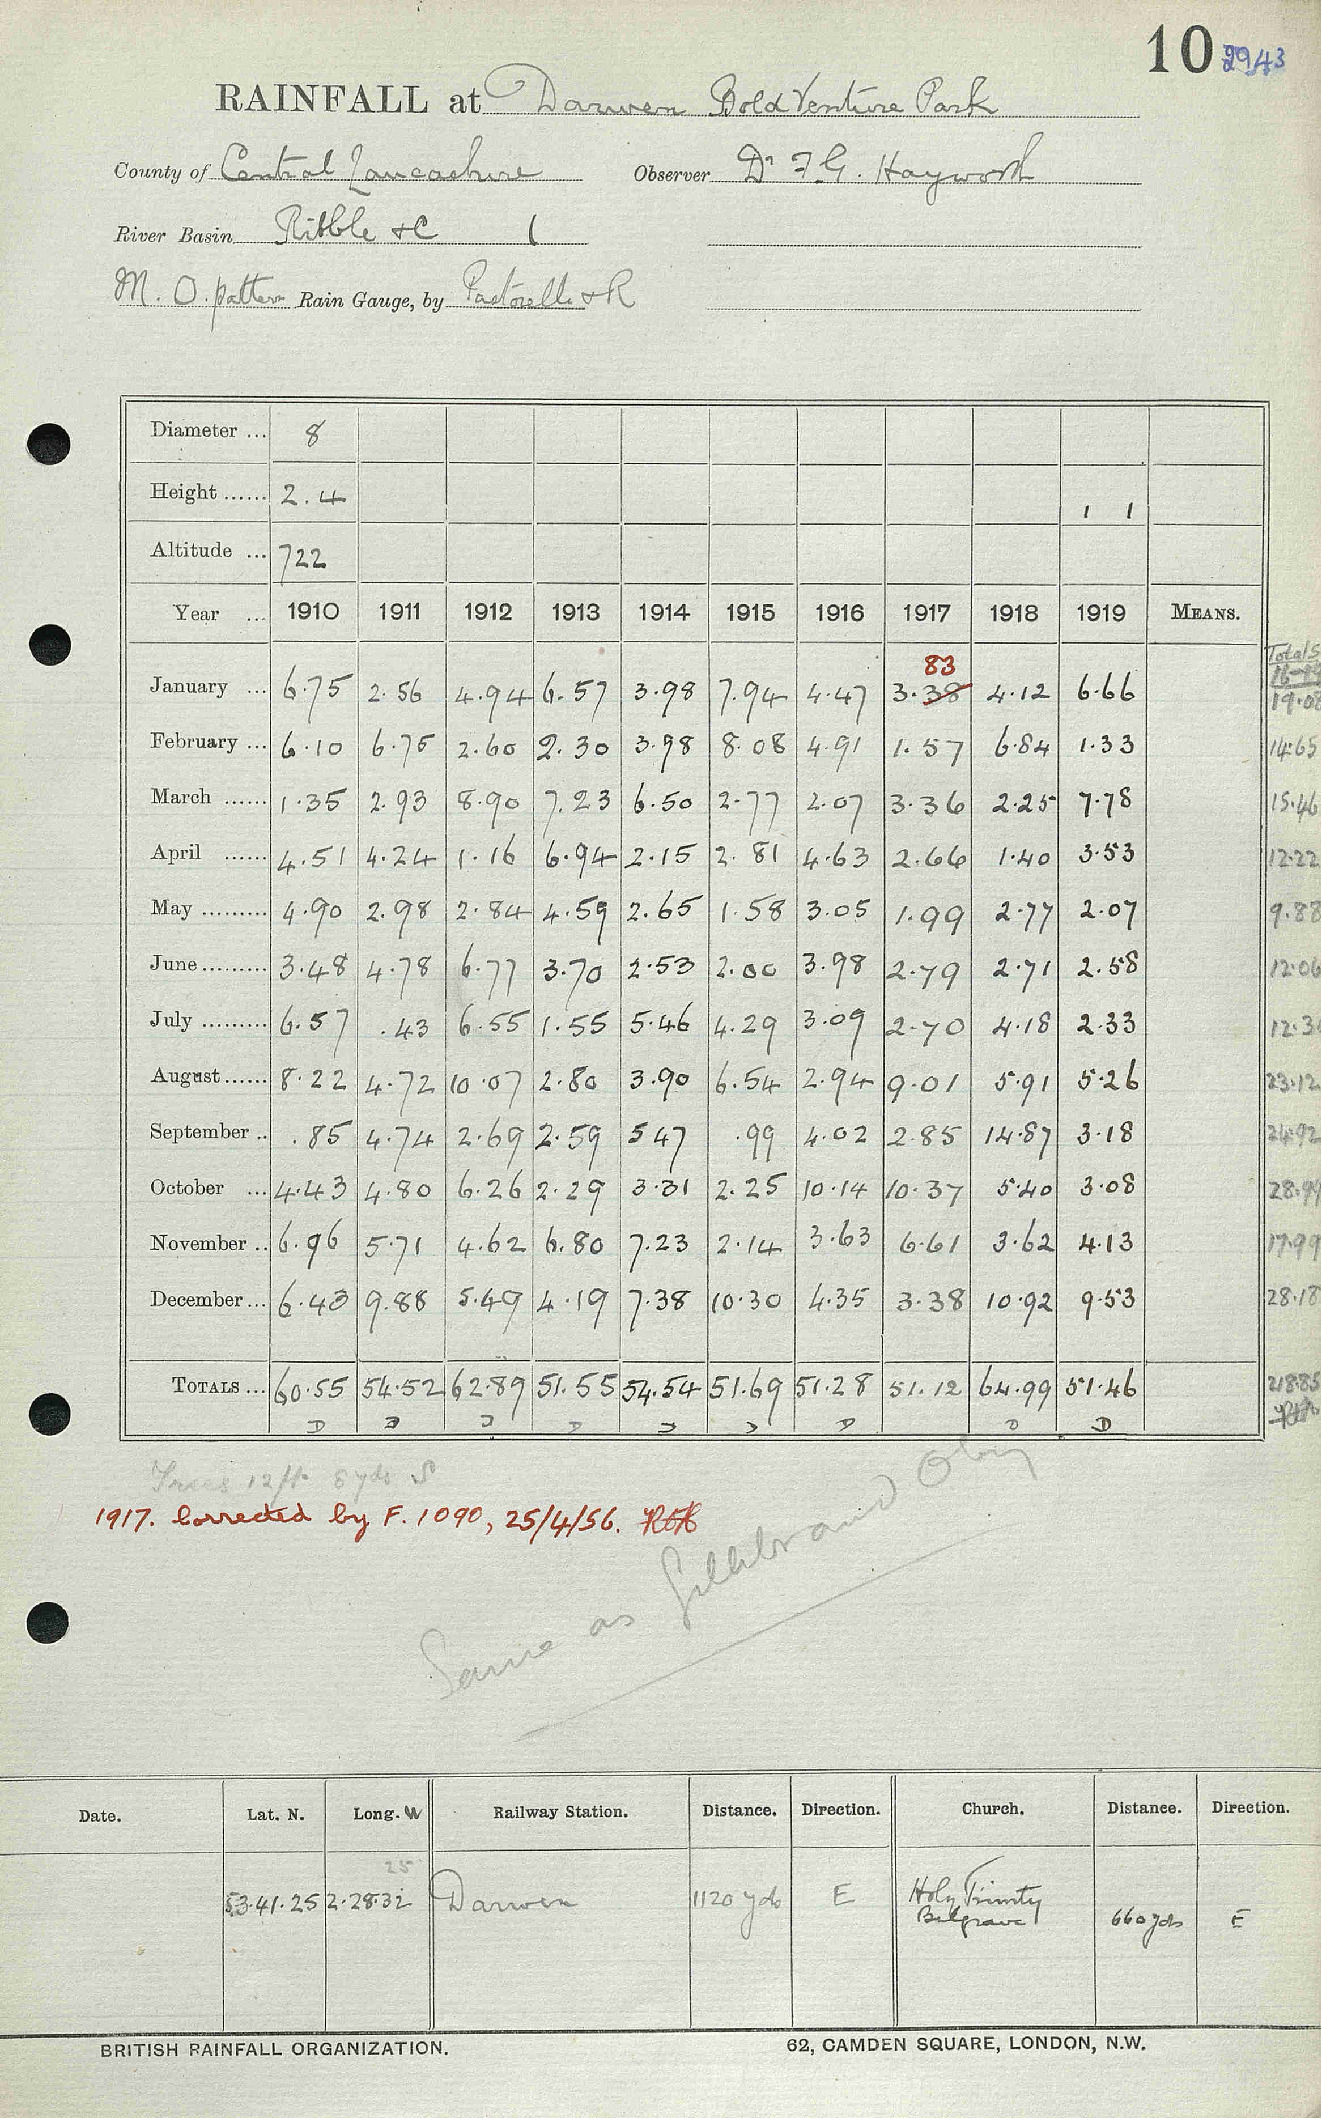 10 2943
RAINFALL at Darwen Bold Venture Park
County of Central Lancashire Observer Dr F.G. Hayworth
River Basin Ribble &C 1
M.O. pattern Rain Gauge, by Pastorelli & R
Diameter ... 8
Height ...... 2.4 1 1
Altitude ... 722
Year ... 1910 1911 1912 1913 1914 1915 1916 1917 1918 1919 MEANS.
Totals
83
January ... 6.75 2.56 4.94 6.57 3.98 7.94 4.47 3.38 4.12 6.66 19.08
February ... 6.10 6.75 2.60 2.30 3.98 8.08 4.91 1.57 6.84 1.33 14.65
March ...... 1.35 2.93 8.90 7.23 6.50 2.77 2.07 3.36 2.25 7.78 15.46
April ...... 4.51 4.24 1.16 6.94 2.15 2.81 4.63 2.66 1.40 3.53 12.22
May ......... 4.90 2.98 2.84 4.59 2.65 1.58 3.05 1.99 2.77 2.07 9.88
June ......... 3.48 4.78 6.77 3.70 2.53 2.00 3.98 2.79 2.71 2.58 12.06
July ......... 6.57 .43 6.55 1.55 5.46 4.29 3.09 2.70 4.18 2.33
August ...... 8.22 4.72 10.07 2.80 3.90 6.54 2.94 9.01 5.91 5.26 23.12
September .. .85 4.74 2.69 2.59 5 47 .99 4.02 2.85 14.87 3.18 24.92
October ... 4.43 4.80 6.26 2.29 3.31 2.25 10.14 10.37 5.40 3.08 28.99
November .. 6.96 5.71 4.62 6.80 7.23 2.14 3.63 6.61 3.62 4.13 17.99
December ... 6.43 9.88 5.49 4.19 7.38 10.30 4.35 3.38 10.92 9.53 28.18
TOTALS ... 60.55 54.52 62.89 51.55 54.54 51.69 51.28 51.12 64.99 51.46 218.85
D D D D D D D D D
Trees 12ft 8 yds S
1917. Corrected by F. 1090, 25/4/56.
Same as
Date. Lat. N. Long. W Railway Station. Distance. Direction. Church. Distance. Direction.
25
53.41.25 2.28.32 Darwen 1120 yds E Holy Trinity
Belgrave 660 yds E
BRITISH RAINFALL ORGANIZATION. 62, CAMDEN SQUARE, LONDON, N.W.